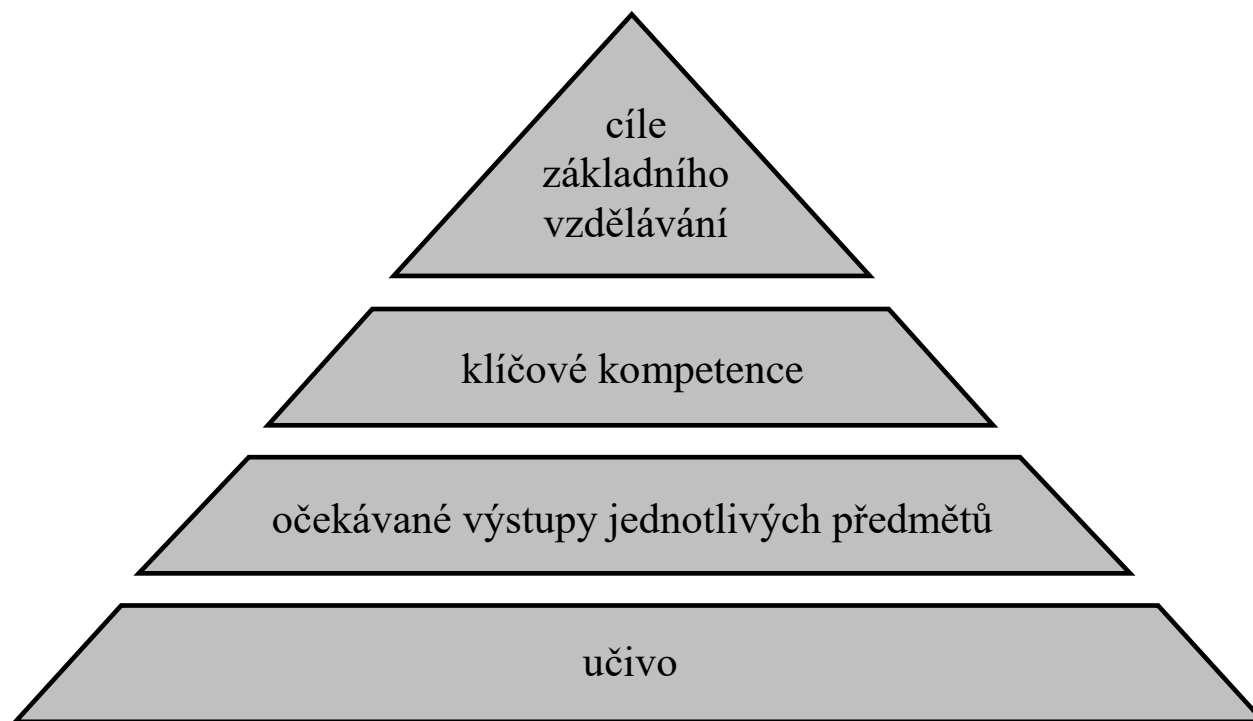 cíle
základního
vzdělávání
klíčové kompetence
očekávané výstupy jednotlivých předmětů
učivo